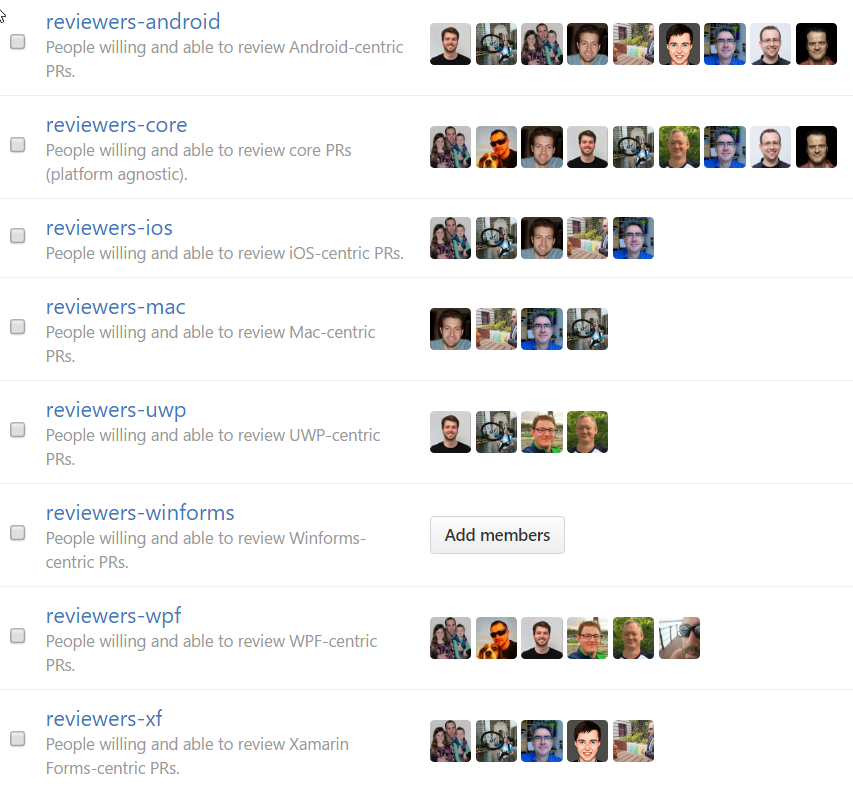 reviewers-android
People willing and able to review Android-centric
PRs.
reviewers-core
People willing and able to review core PRs
(platform agnostic).
reviewers-ios
People willing and able to review iOS-centric PRs.
reviewers-mac
People willing and able to review Mac-centric
PRs.
reviewers-uwp
People willing and able to review UWP-centric
PRs.
reviewers-winforms
People willing and able to review Winforms-
centric PRs.
Add members
reviewers-wpf
People willing and able to review WPF-centric
PRs.
reviewers-xf
People willing and able to review Xamarin
Forms-centric PRs.